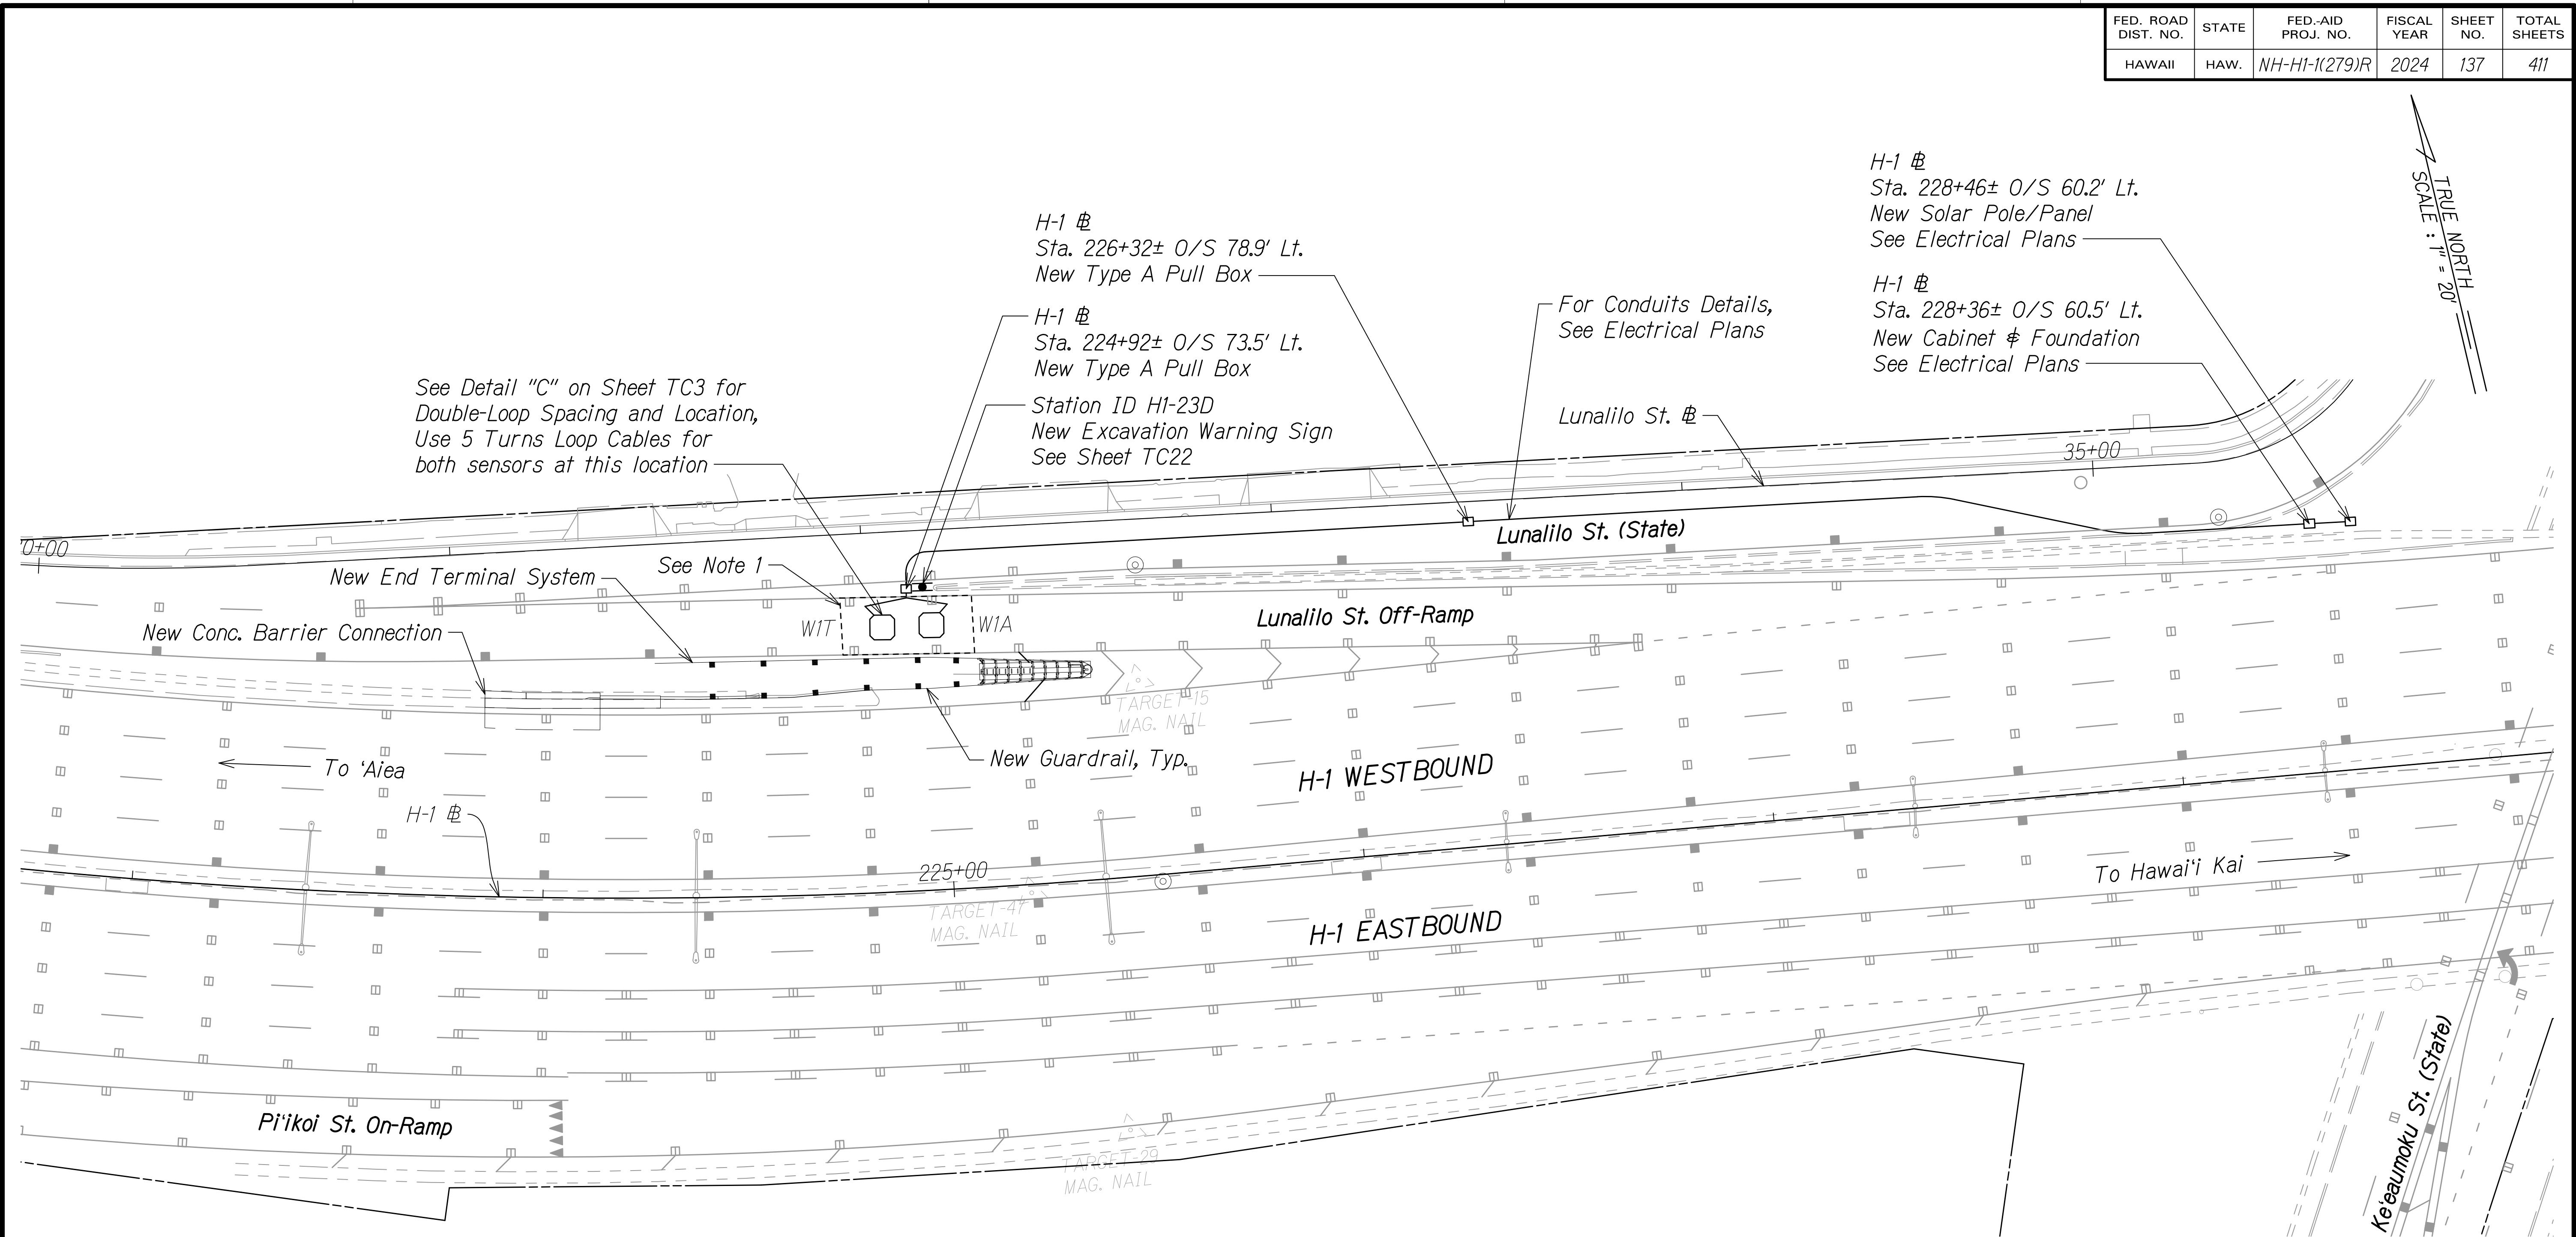 FED. ROAD DIST. NO.
STATE
FED.-AID PROJ. NO.
FISCAL YEAR
SHEET NO.
TOTAL SHEETS
HAWAII
HAW.
NH-H1-1(279)R
2024
137
411
TRUE NORTH
SCALE : 1" = 20'
H-1 ℄
Sta. 228+46± O/S 60.2' Lt.
New Solar Pole/Panel
See Electrical Plans
H-1 ℄
Sta. 228+36± O/S 60.5' Lt.
New Cabinet & Foundation
See Electrical Plans
H-1 ℄
Sta. 226+32± O/S 78.9' Lt.
New Type A Pull Box
H-1 ℄
Sta. 224+92± O/S 73.5' Lt.
New Type A Pull Box
Station ID H1-23D
New Excavation Warning Sign
See Sheet TC22
For Conduits Details,
See Electrical Plans
Lunalilo St. ℄
See Detail "C" on Sheet TC3 for
Double-Loop Spacing and Location,
Use 5 Turns Loop Cables for
both sensors at this location
35+00
0+00
Lunalilo St. (State)
See Note 1
New End Terminal System
New Conc. Barrier Connection
W1T
W1A
Lunalilo St. Off-Ramp
TARGET-15
MAG. NAIL
New Guardrail, Typ.
To ʻAiea
H-1 WESTBOUND
H-1 ℄
225+00
To Hawaiʻi Kai
TARGET-47
MAG. NAIL
H-1 EASTBOUND
Piʻikoi St. On-Ramp
TARGET-29
MAG. NAIL
Keʻeaumoku St. (State)